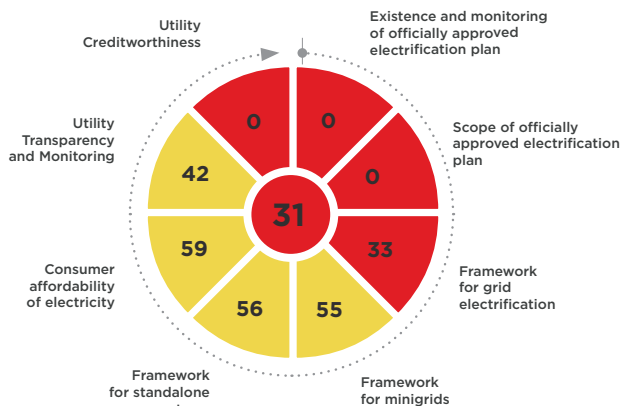 Existence and monitoring
of officially approved
electrification plan
Scope of officially
approved electrification
plan
Framework
for grid
electrification
Framework
for minigrids
Framework
for standalone
Consumer
affordability
of electricity
Utility
Transparency
and Monitoring
Utility
Creditworthiness
0
0
33
55
56
59
42
0
31